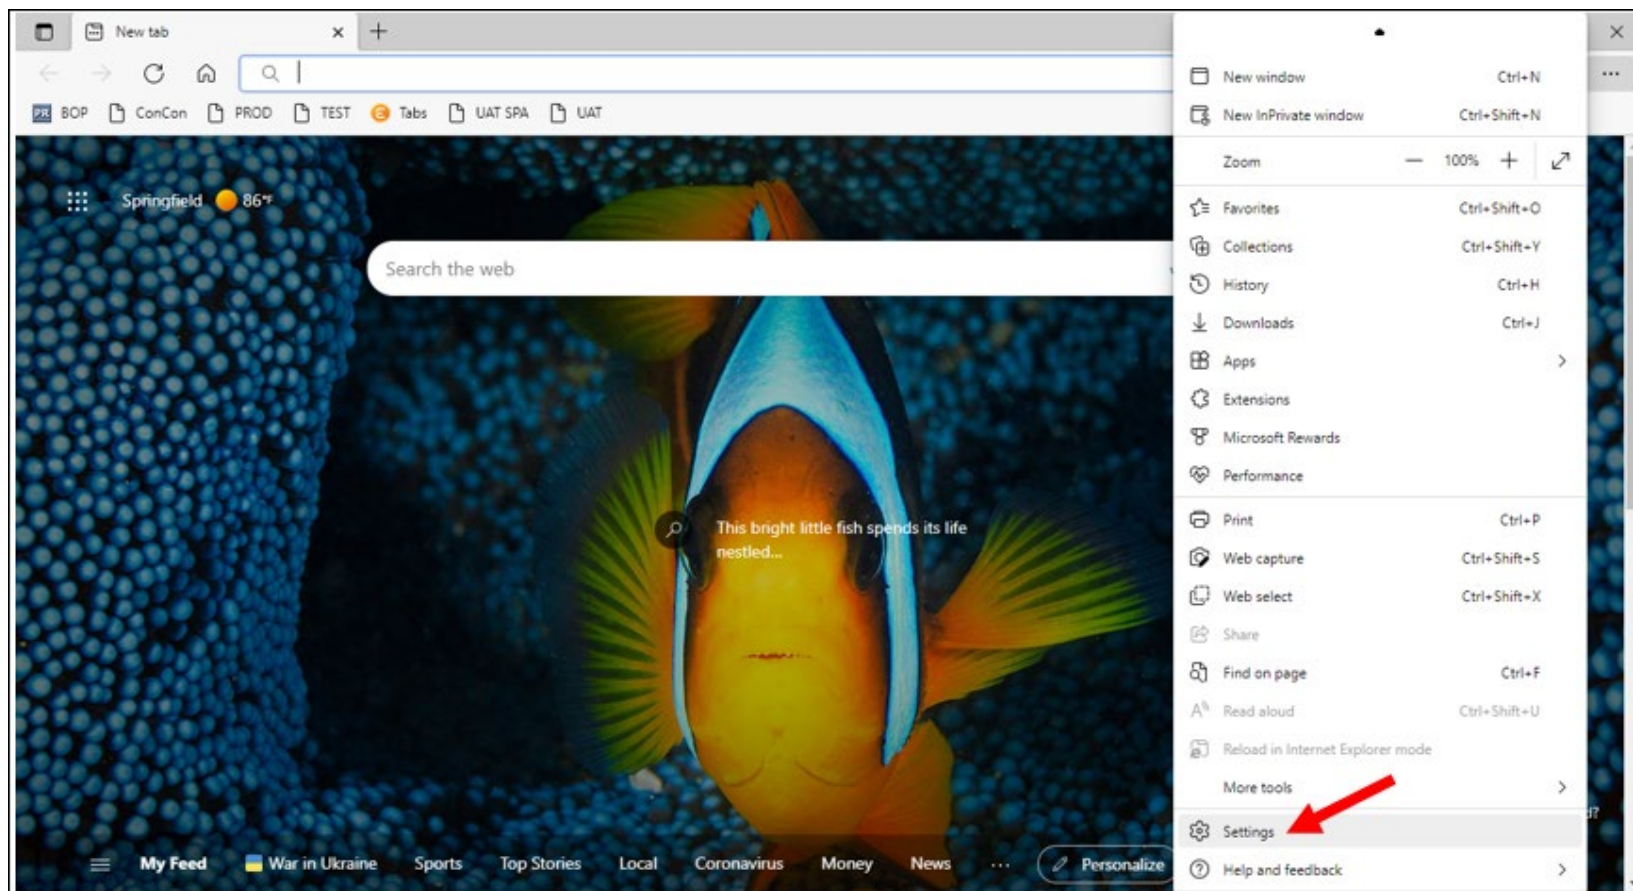 New tab
BOP ConCon PROD TEST Tabs UAT SPA UAT
Springfield 86°F
Search the web
This bright little fish spends its life
nestled...
My Feed War in Ukraine Sports Top Stories Local Coronavirus Money News ... Personalize
New window Ctrl+N
New InPrivate window Ctrl+Shift+N
Zoom — 100% +
Favorites Ctrl+Shift+O
Collections Ctrl+Shift+Y
History Ctrl+H
Downloads Ctrl+J
Apps
Extensions
Microsoft Rewards
Performance
Print Ctrl+P
Web capture Ctrl+Shift+S
Web select Ctrl+Shift+X
Share
Find on page Ctrl+F
Read aloud Ctrl+Shift+U
Reload in Internet Explorer mode
More tools
Settings
Help and feedback